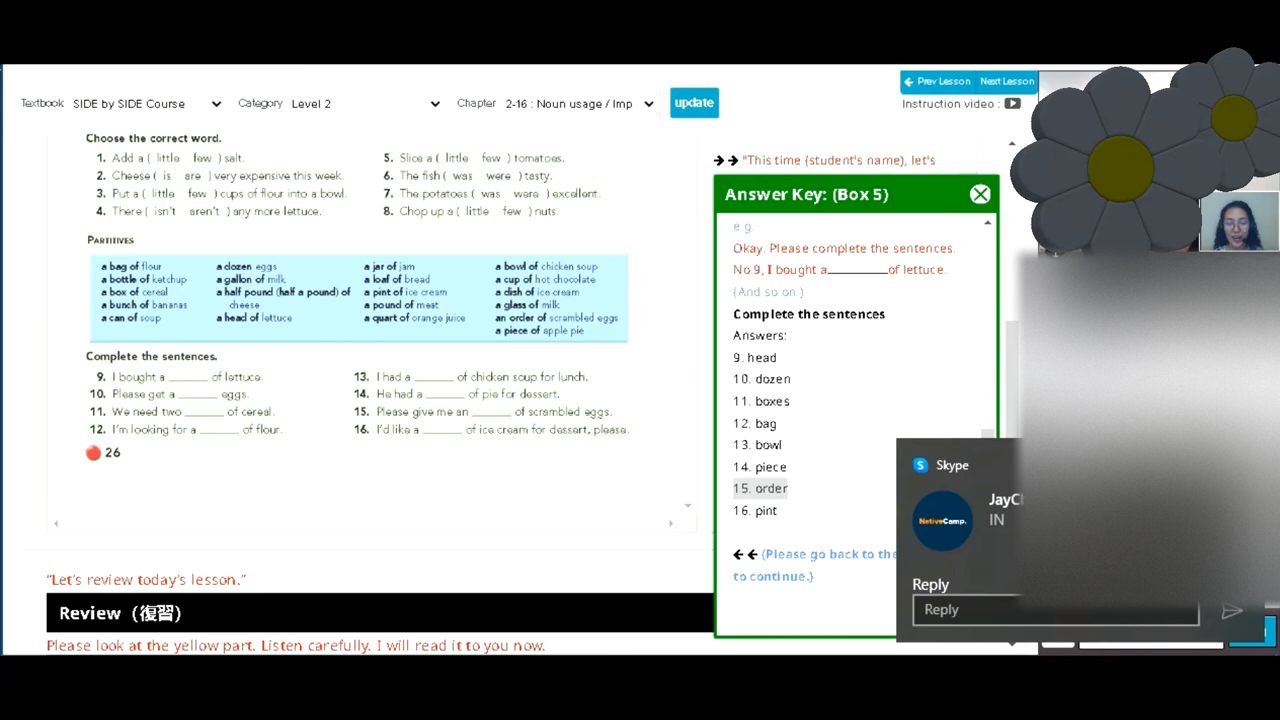 Prev Lesson Next Lesson
Textbook SIDE by SIDE Course Category Level 2 Chapter 2-16 : Noun usage / Imp update Instruction video :
Choose the correct word.
1. Add a ( little few ) salt.
2. Cheese ( is are ) very expensive this week.
3. Put a ( little few ) cups of flour into a bowl.
4. There ( isn't aren't ) any more lettuce.
5. Slice a ( little few ) tomatoes.
6. The fish ( was were ) tasty.
7. The potatoes ( was were ) excellent.
8. Chop up a ( little few ) nuts.
PARTITIVES
a bag of flour
a bottle of ketchup
a box of cereal
a bunch of bananas
a can of soup
a dozen eggs
a gallon of milk
a half pound (half a pound) of
cheese
a head of lettuce
a jar of jam
a loaf of bread
a pint of ice cream
a pound of meat
a quart of orange juice
a bowl of chicken soup
a cup of hot chocolate
a dish of ice cream
a glass of milk
an order of scrambled eggs
a piece of apple pie
Complete the sentences.
9. I bought a ______ of lettuce.
10. Please get a ______ eggs.
11. We need two ______ of cereal.
12. I'm looking for a ______ of flour.
13. I had a ______ of chicken soup for lunch.
14. He had a ______ of pie for dessert.
15. Please give me an ______ of scrambled eggs.
16. I'd like a ______ of ice cream for dessert, please.
26
"Let's review today's lesson."
Review（復習）
Please look at the yellow part. Listen carefully. I will read it to you now.
→→ "This time (student's name), let's
Answer Key: (Box 5)
e.g.
Okay. Please complete the sentences.
No.9, I bought a__________of lettuce.
(And so on.)
Complete the sentences
Answers:
9. head
10. dozen
11. boxes
12. bag
13. bowl
14. piece
15. order
16. pint
←← (Please go back to the
to continue.)
Skype
NativeCamp.
IN
Reply
Reply